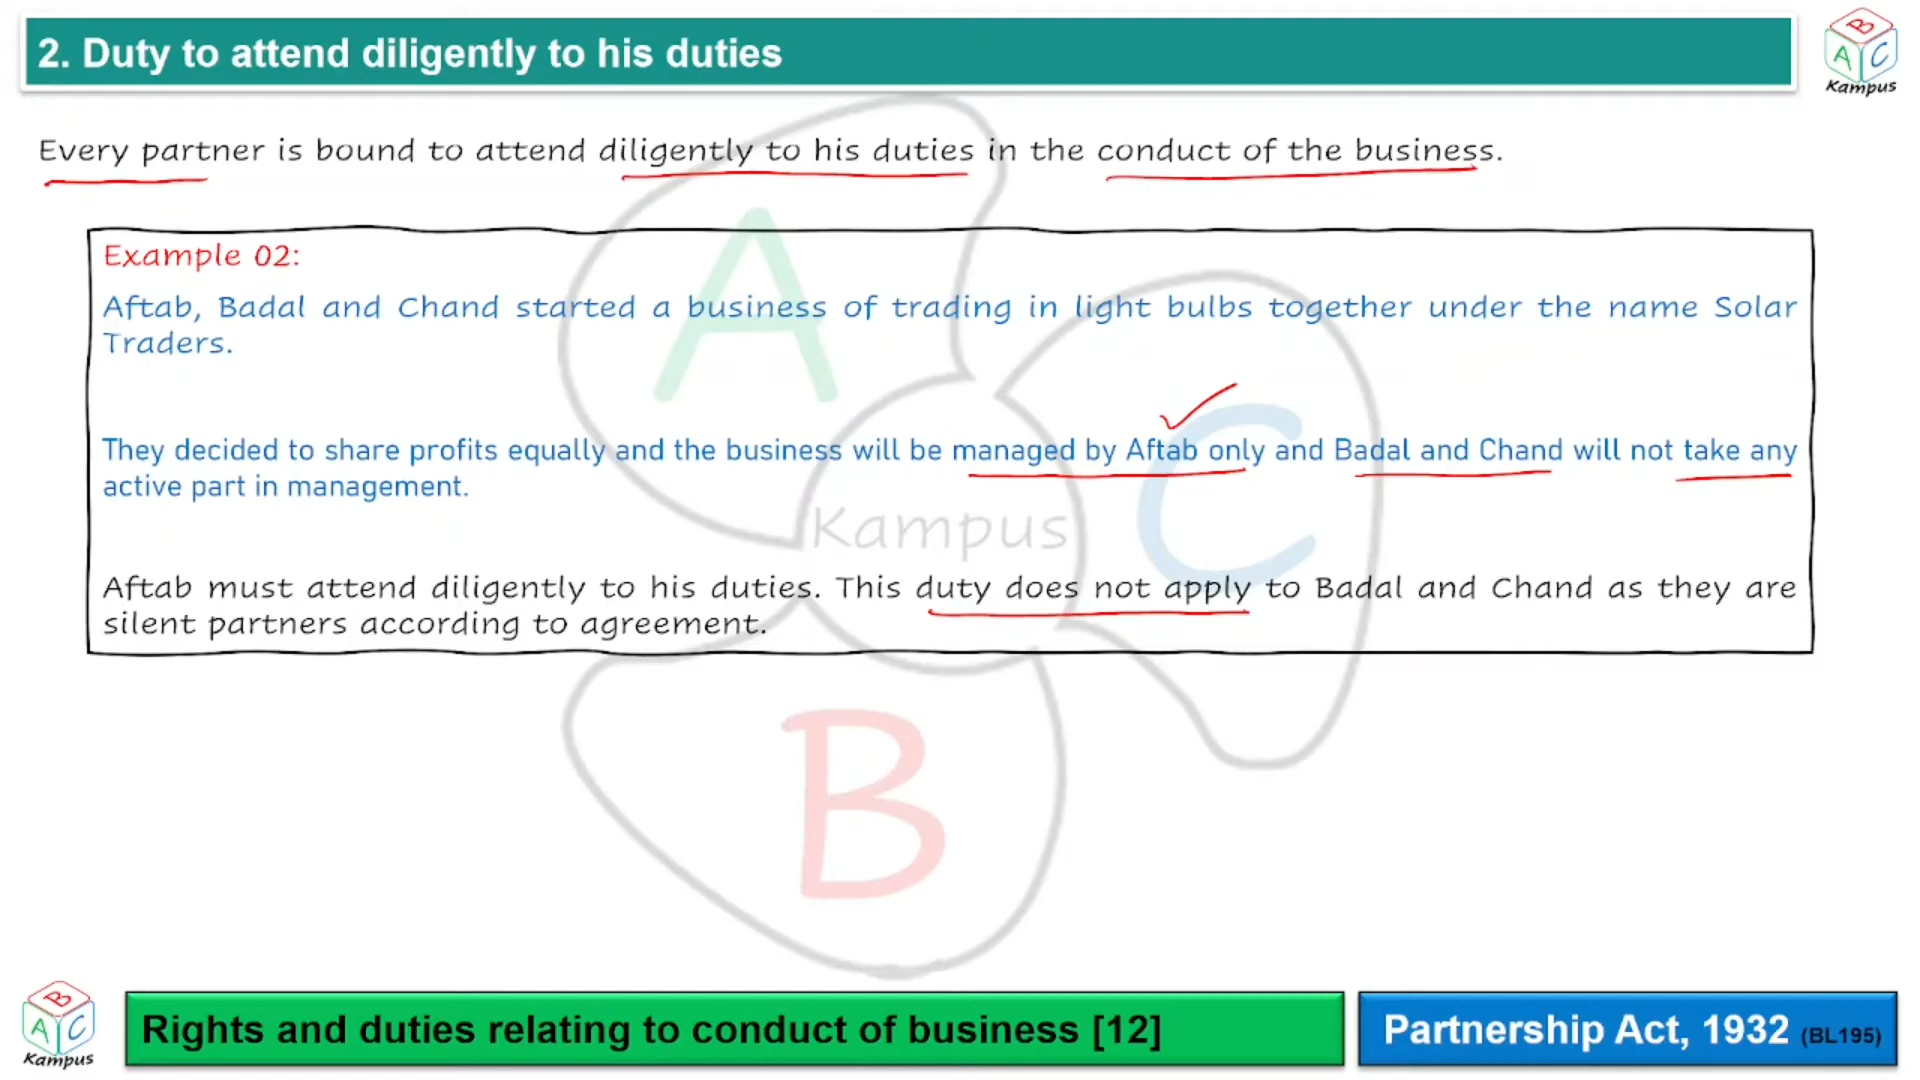 2. Duty to attend diligently to his duties
B
A C
Kampus
Every partner is bound to attend diligently to his duties in the conduct of the business.
Example 02:
Aftab, Badal and Chand started a business of trading in light bulbs together under the name Solar
Traders.
They decided to share profits equally and the business will be managed by Aftab only and Badal and Chand will not take any
active part in management.
Aftab must attend diligently to his duties. This duty does not apply to Badal and Chand as they are
silent partners according to agreement.
A
C
Kampus
B
B
A C
Kampus
Rights and duties relating to conduct of business [12]
Partnership Act, 1932 (BL195)